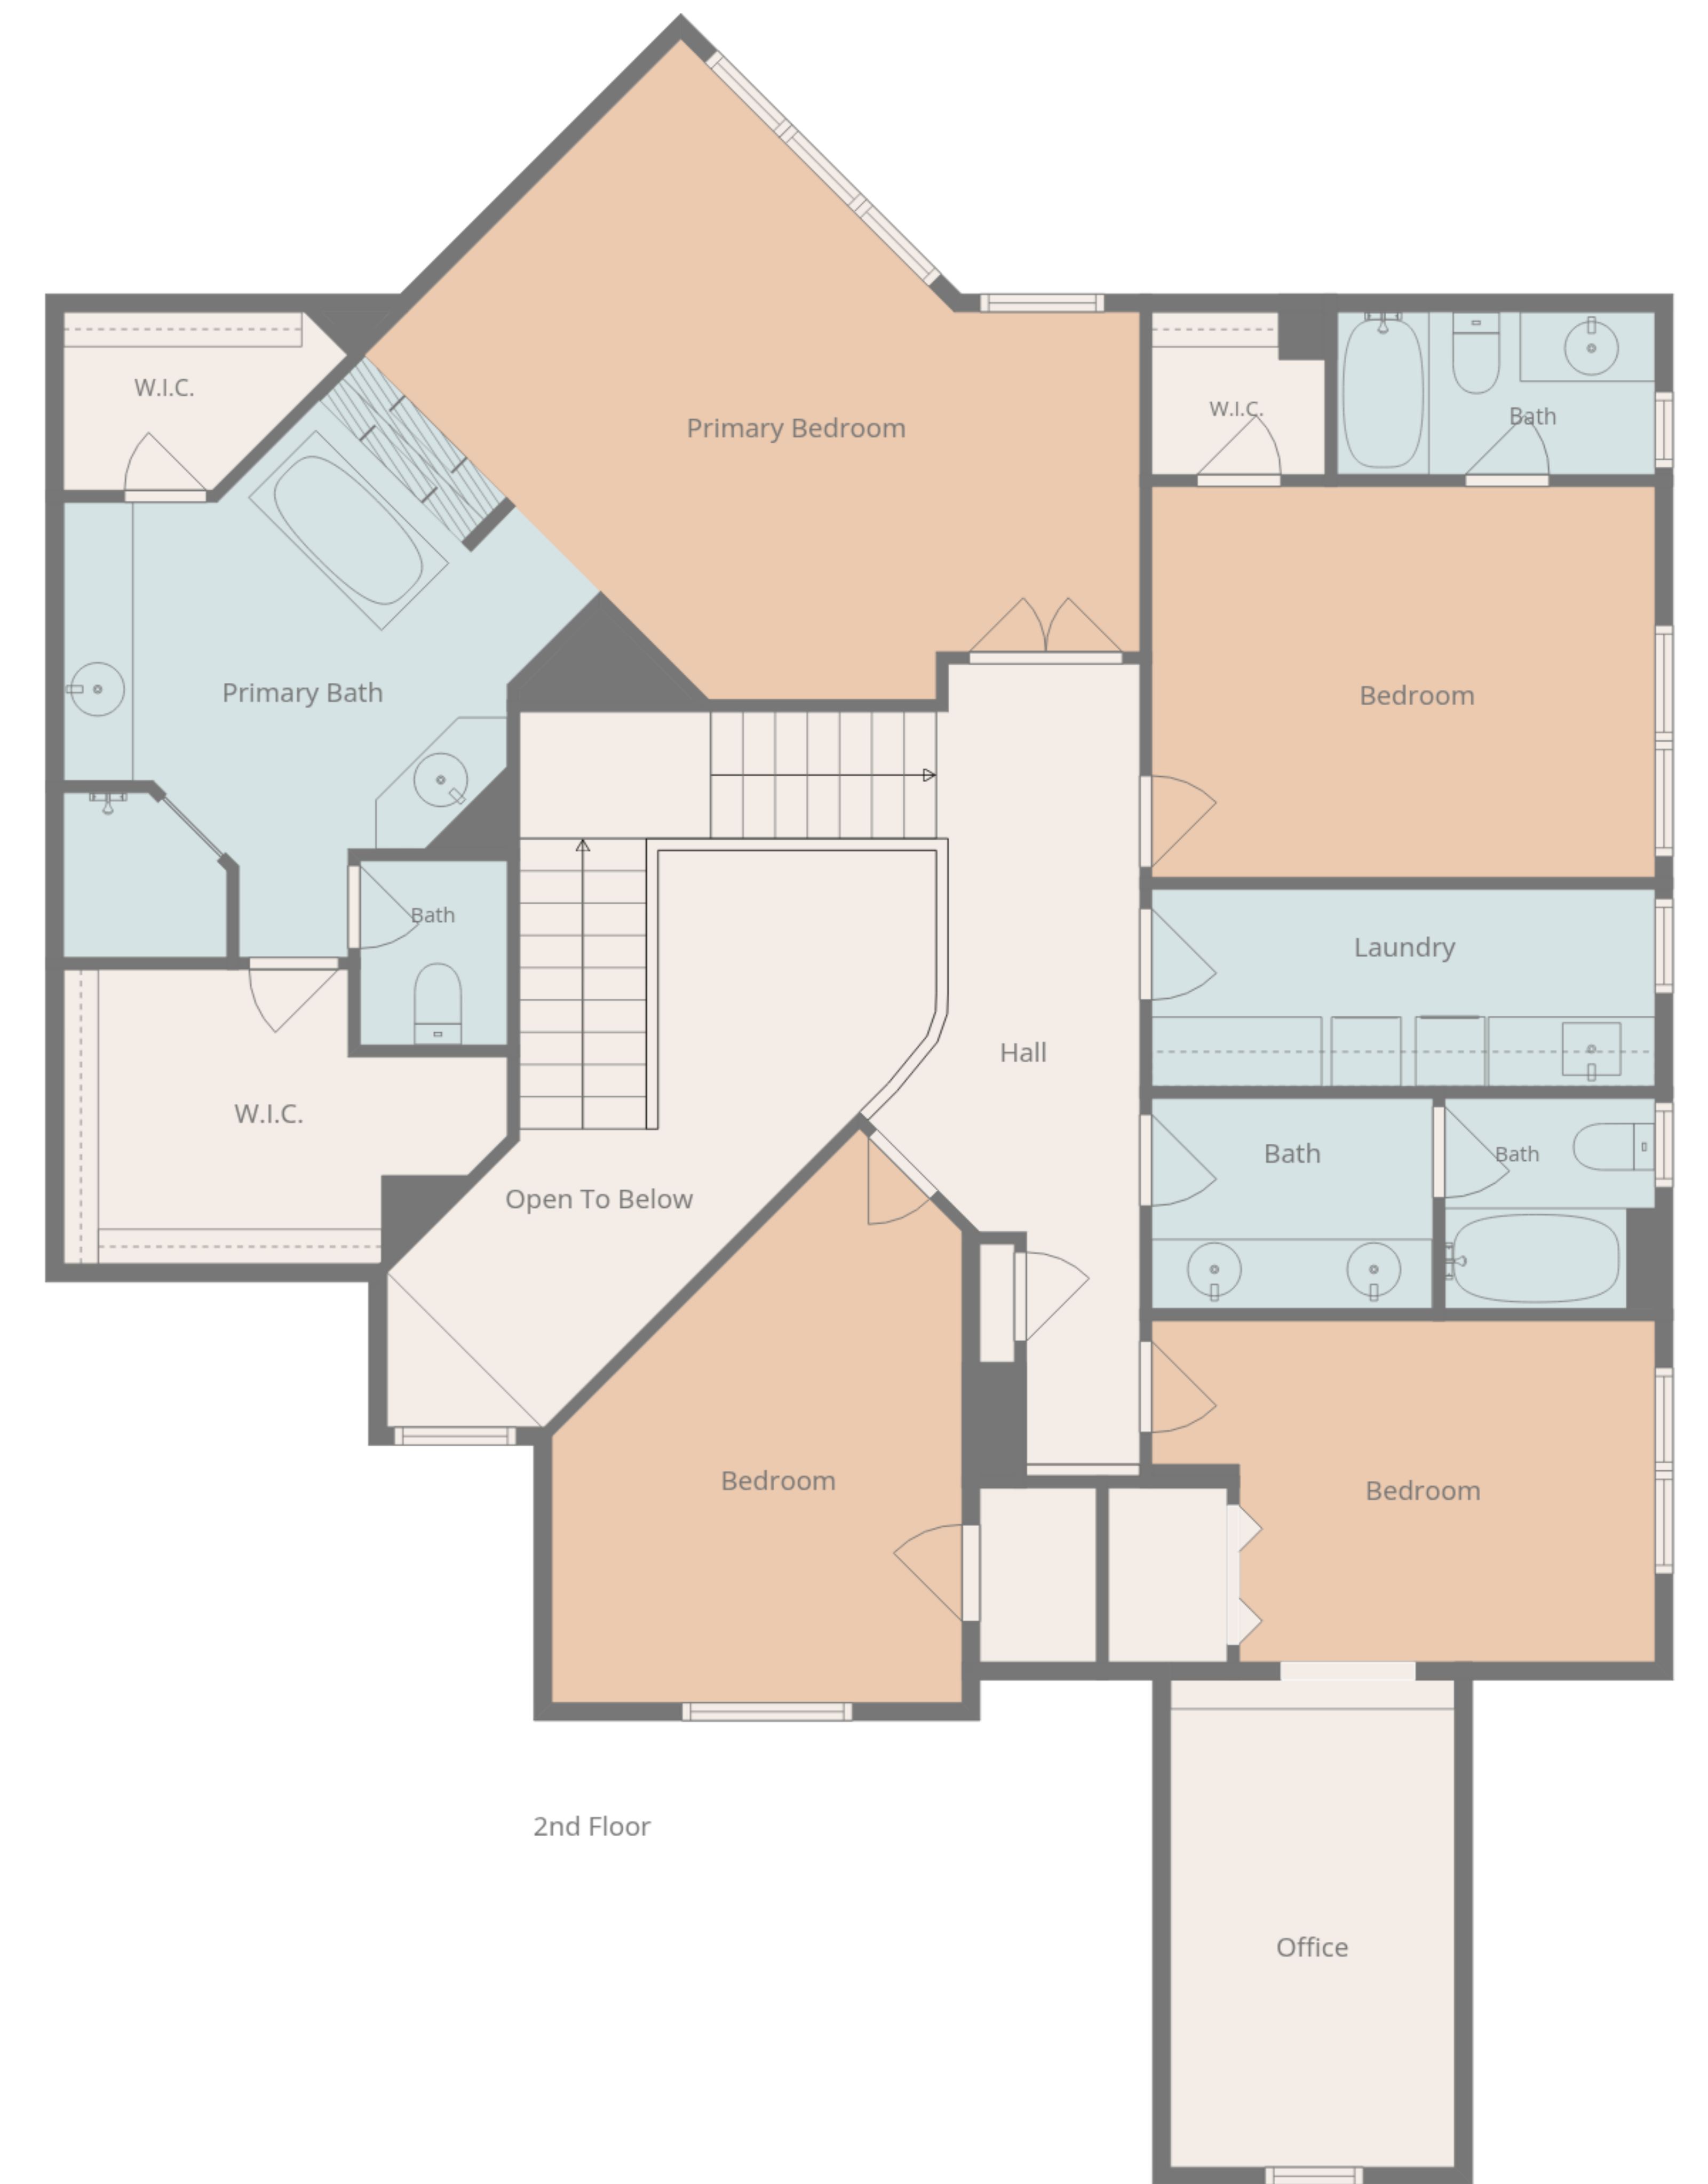 W.I.C.
Primary Bedroom
W.I.C.
Bath
Primary Bath
Bedroom
Bath
Laundry
Hall
W.I.C.
Bath
Bath
Open To Below
Bedroom
Bedroom
2nd Floor
Office